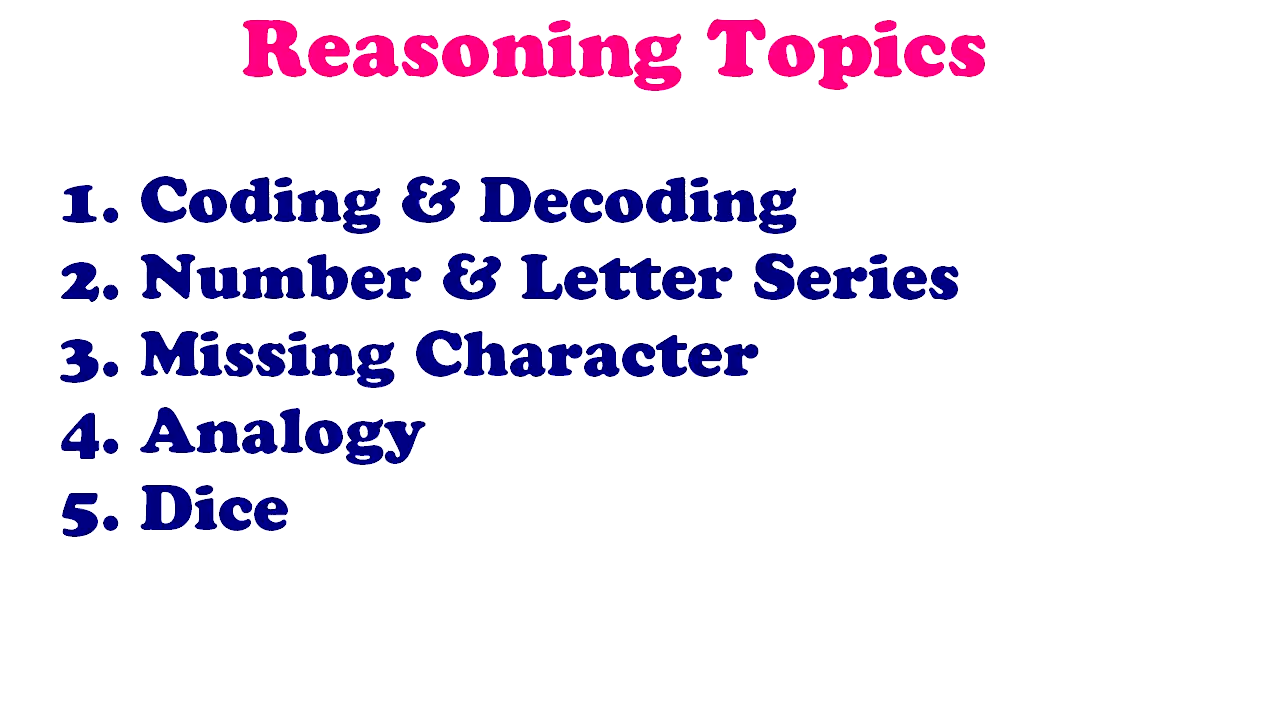 Reasoning Topics
1. Coding & Decoding
2. Number & Letter Series
3. Missing Character
4. Analogy
5. Dice